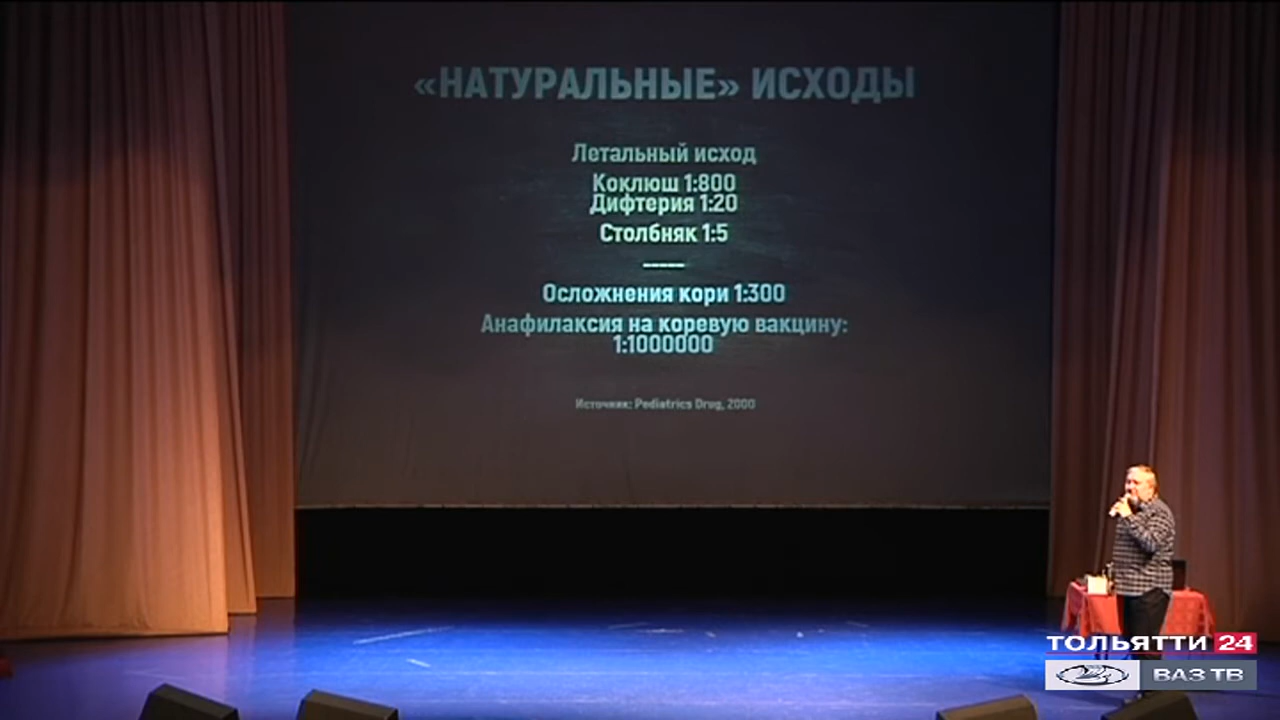 «НАТУРАЛЬНЫЕ» ИСХОДЫ
Летальный исход
Коклюш 1:800
Дифтерия 1:20
Столбняк 1:5
-----
Осложнения кори 1:300
Анафилаксия на коревую вакцину:
1:1000000
Источник: Pediatrics Drug, 2000
ТОЛЬЯТТИ 24
ВАЗ ТВ